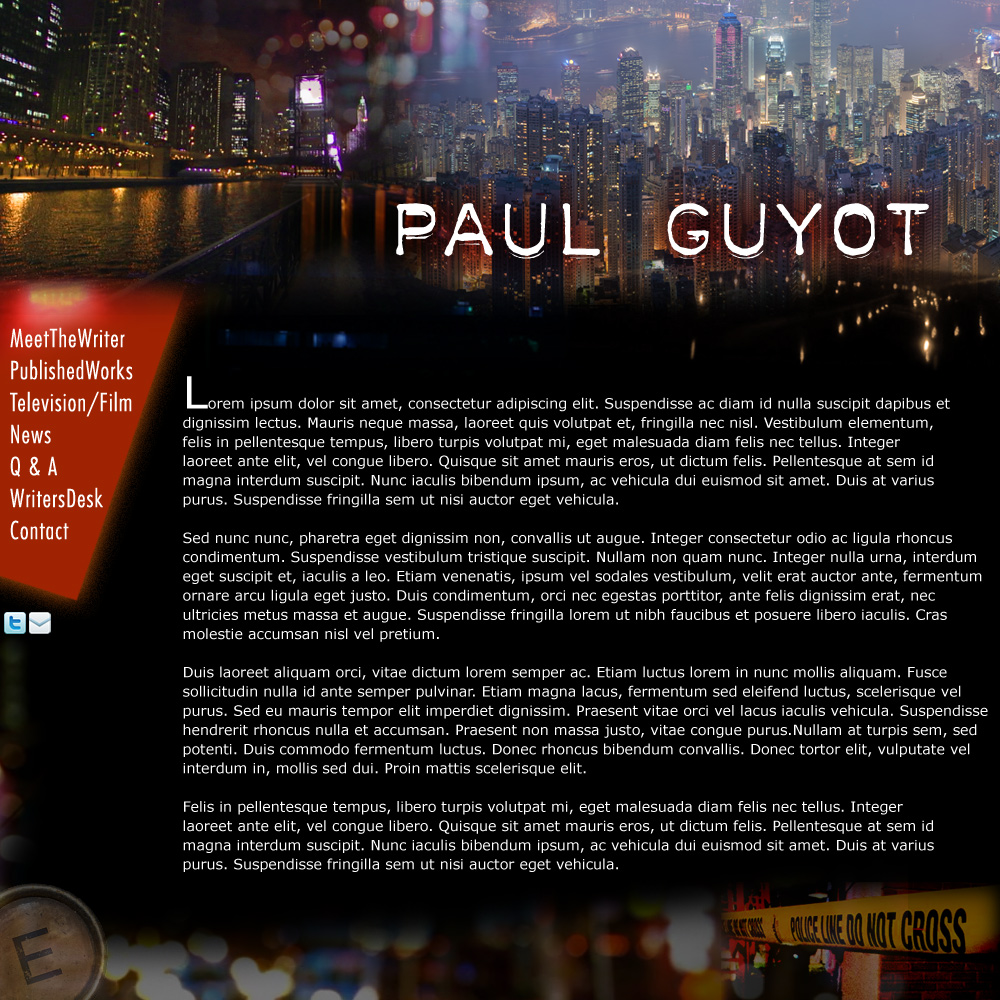 PAUL GUYOT
MeetTheWriter
PublishedWorks
Television/Film
News
Q & A
WritersDesk
Contact
Lorem ipsum dolor sit amet, consectetur adipiscing elit. Suspendisse ac diam id nulla suscipit dapibus et
dignissim lectus. Mauris neque massa, laoreet quis volutpat et, fringilla nec nisl. Vestibulum elementum,
felis in pellentesque tempus, libero turpis volutpat mi, eget malesuada diam felis nec tellus. Integer
laoreet ante elit, vel congue libero. Quisque sit amet mauris eros, ut dictum felis. Pellentesque at sem id
magna interdum suscipit. Nunc iaculis bibendum ipsum, ac vehicula dui euismod sit amet. Duis at varius
purus. Suspendisse fringilla sem ut nisi auctor eget vehicula.
Sed nunc nunc, pharetra eget dignissim non, convallis ut augue. Integer consectetur odio ac ligula rhoncus
condimentum. Suspendisse vestibulum tristique suscipit. Nullam non quam nunc. Integer nulla urna, interdum
eget suscipit et, iaculis a leo. Etiam venenatis, ipsum vel sodales vestibulum, velit erat auctor ante, fermentum
ornare arcu ligula eget justo. Duis condimentum, orci nec egestas porttitor, ante felis dignissim erat, nec
ultricies metus massa et augue. Suspendisse fringilla lorem ut nibh faucibus et posuere libero iaculis. Cras
molestie accumsan nisl vel pretium.
Duis laoreet aliquam orci, vitae dictum lorem semper ac. Etiam luctus lorem in nunc mollis aliquam. Fusce
sollicitudin nulla id ante semper pulvinar. Etiam magna lacus, fermentum sed eleifend luctus, scelerisque vel
purus. Sed eu mauris tempor elit imperdiet dignissim. Praesent vitae orci vel lacus iaculis vehicula. Suspendisse
hendrerit rhoncus nulla et accumsan. Praesent non massa justo, vitae congue purus.Nullam at turpis sem, sed
potenti. Duis commodo fermentum luctus. Donec rhoncus bibendum convallis. Donec tortor elit, vulputate vel
interdum in, mollis sed dui. Proin mattis scelerisque elit.
Felis in pellentesque tempus, libero turpis volutpat mi, eget malesuada diam felis nec tellus. Integer
laoreet ante elit, vel congue libero. Quisque sit amet mauris eros, ut dictum felis. Pellentesque at sem id
magna interdum suscipit. Nunc iaculis bibendum ipsum, ac vehicula dui euismod sit amet. Duis at varius
purus. Suspendisse fringilla sem ut nisi auctor eget vehicula.
E
NOT CROSS POLICE LINE DO NOT CROSS